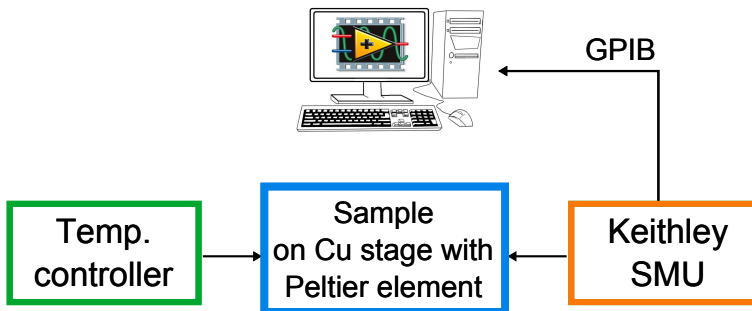 GPIB
Temp.
controller
Sample
on Cu stage with
Peltier element
Keithley
SMU